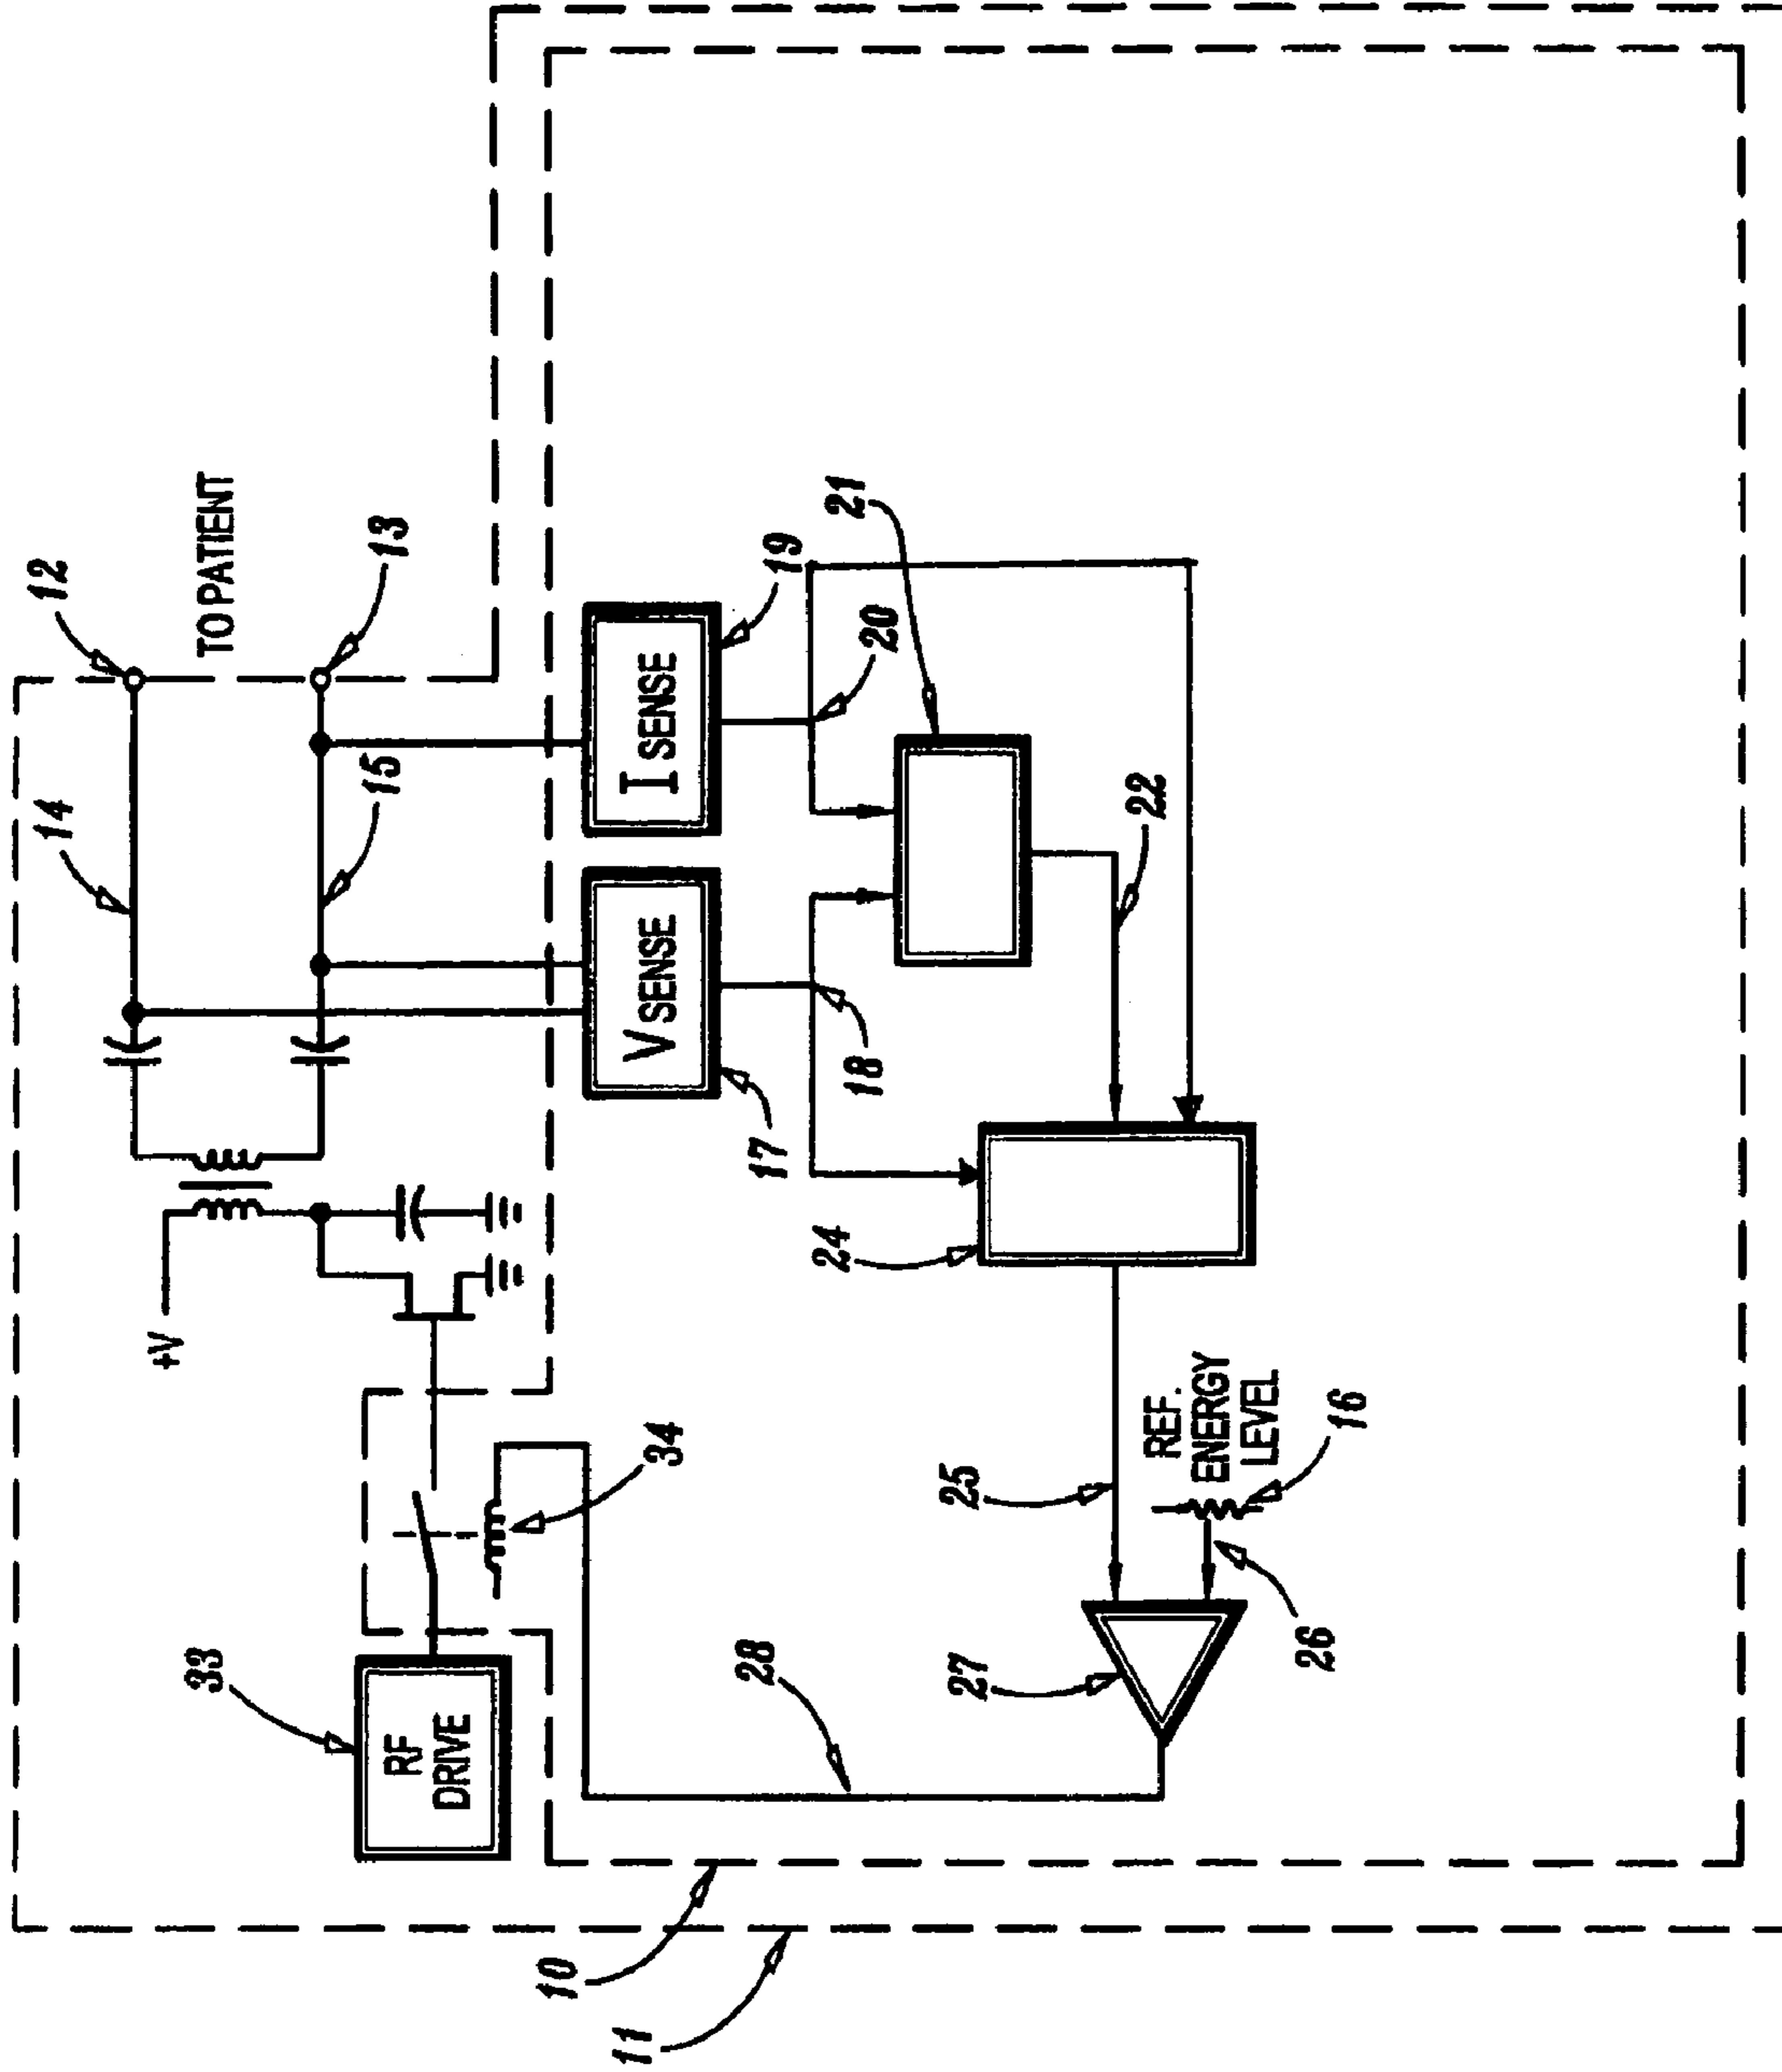 33
RF
DRIVE
+V
14
12
TO PATIENT
13
15
34
V SENSE
I SENSE
17
18
19
20
21
22
24
25
REF.
ENERGY
LEVEL
16
26
27
28
10
11